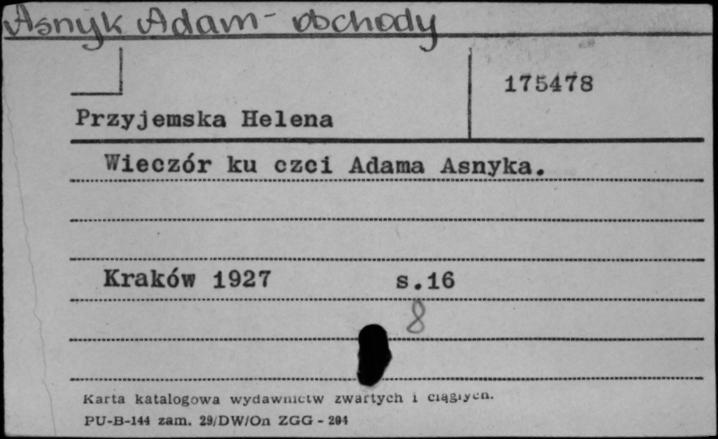 Asnyk Adam - obchody
175478
Przyjemska Helena
Wieczór ku czci Adama Asnyka.
Kraków 1927 s.16
8
Karta katalogowa wydawnictw zwartych i ciągłych.
PU-B-144 zam. 29/DW/On ZGG - 294